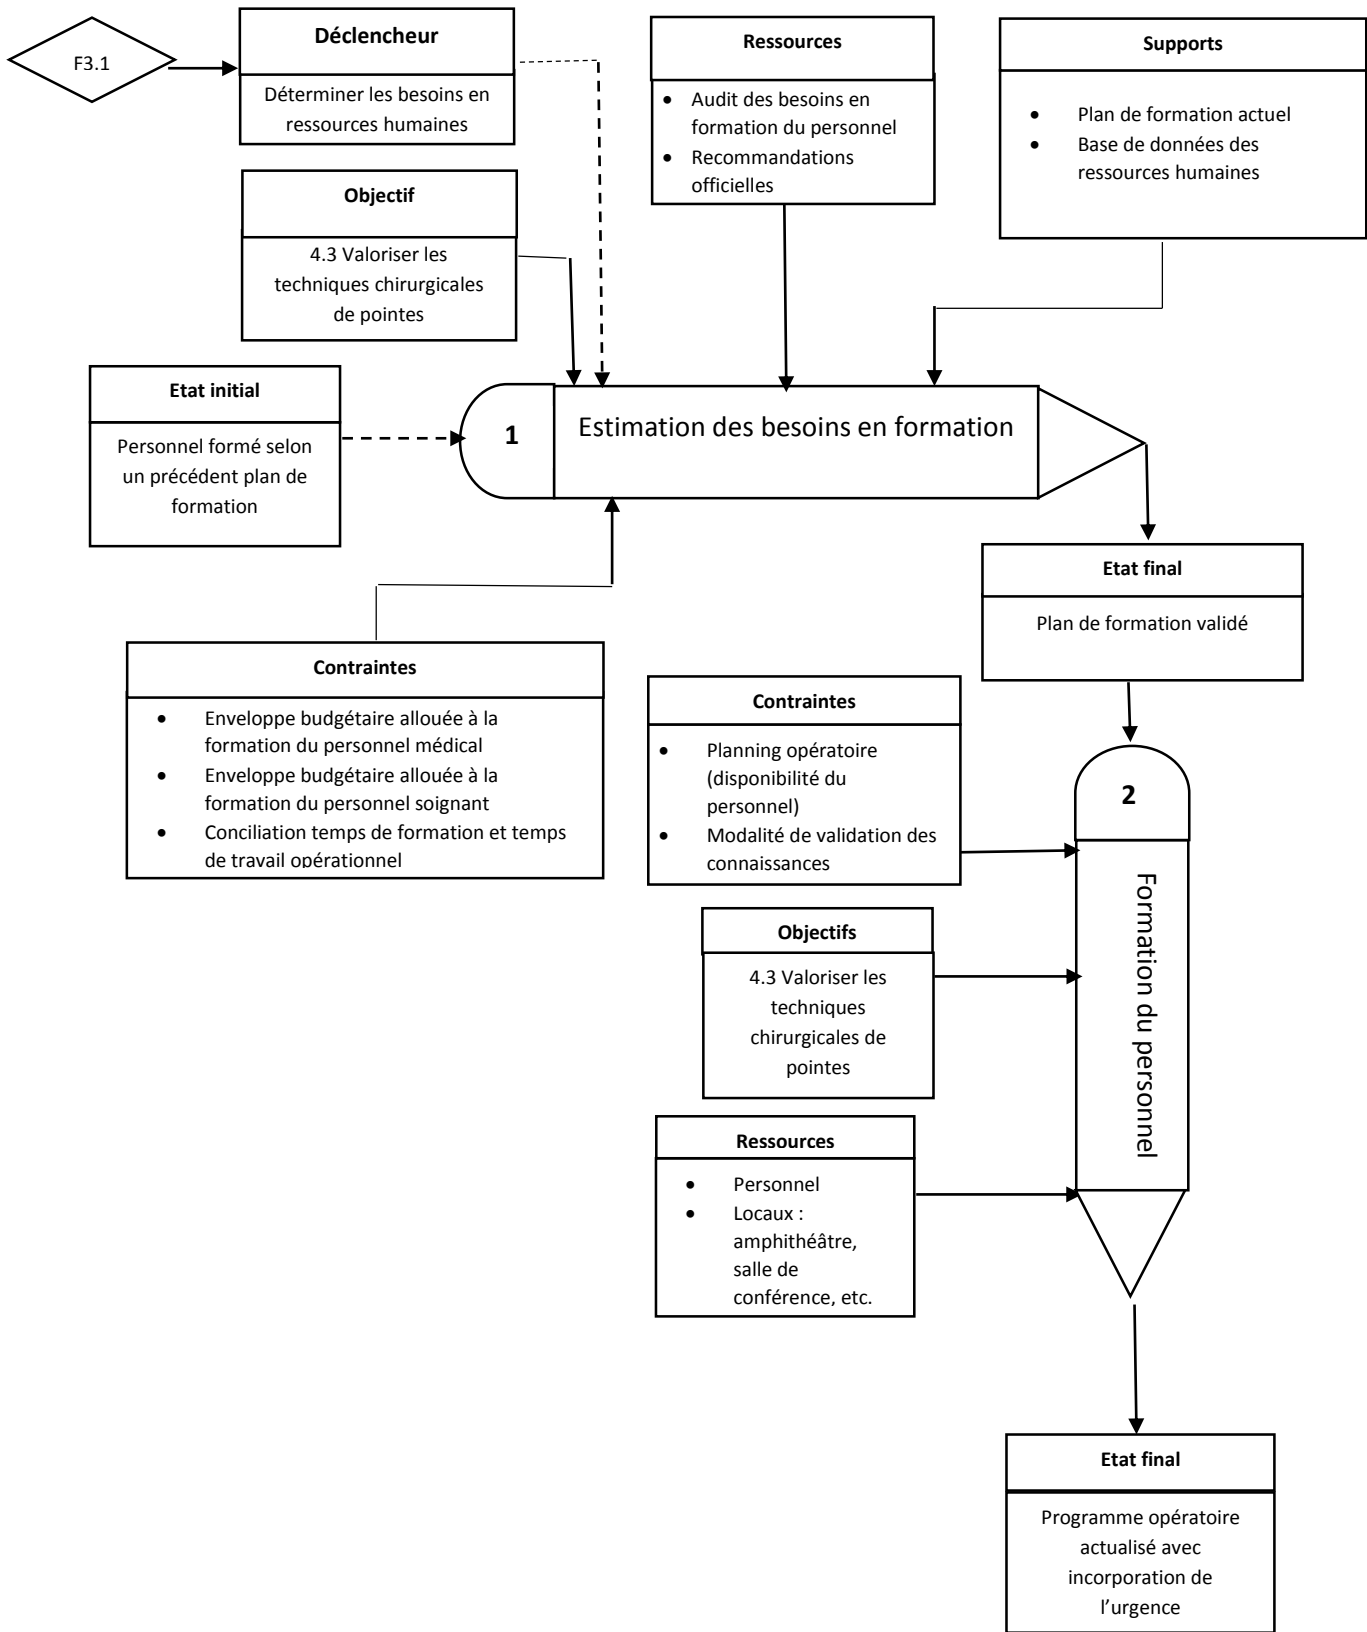 F3.1
Déclencheur
Déterminer les besoins en
ressources humaines
Ressources
• Audit des besoins en
formation du personnel
• Recommandations
officielles
Supports
• Plan de formation actuel
• Base de données des
ressources humaines
Objectif
4.3 Valoriser les
techniques chirurgicales
de pointes
Etat initial
Personnel formé selon
un précédent plan de
formation
1
Estimation des besoins en formation
Etat final
Plan de formation validé
Contraintes
• Enveloppe budgétaire allouée à la
formation du personnel médical
• Enveloppe budgétaire allouée à la
formation du personnel soignant
• Conciliation temps de formation et temps
de travail opérationnel
Contraintes
• Planning opératoire
(disponibilité du
personnel)
• Modalité de validation des
connaissances
2
Formation du personnel
Objectifs
4.3 Valoriser les
techniques
chirurgicales de
pointes
Ressources
• Personnel
• Locaux :
amphithéâtre,
salle de
conférence, etc.
Etat final
Programme opératoire
actualisé avec
incorporation de
l’urgence